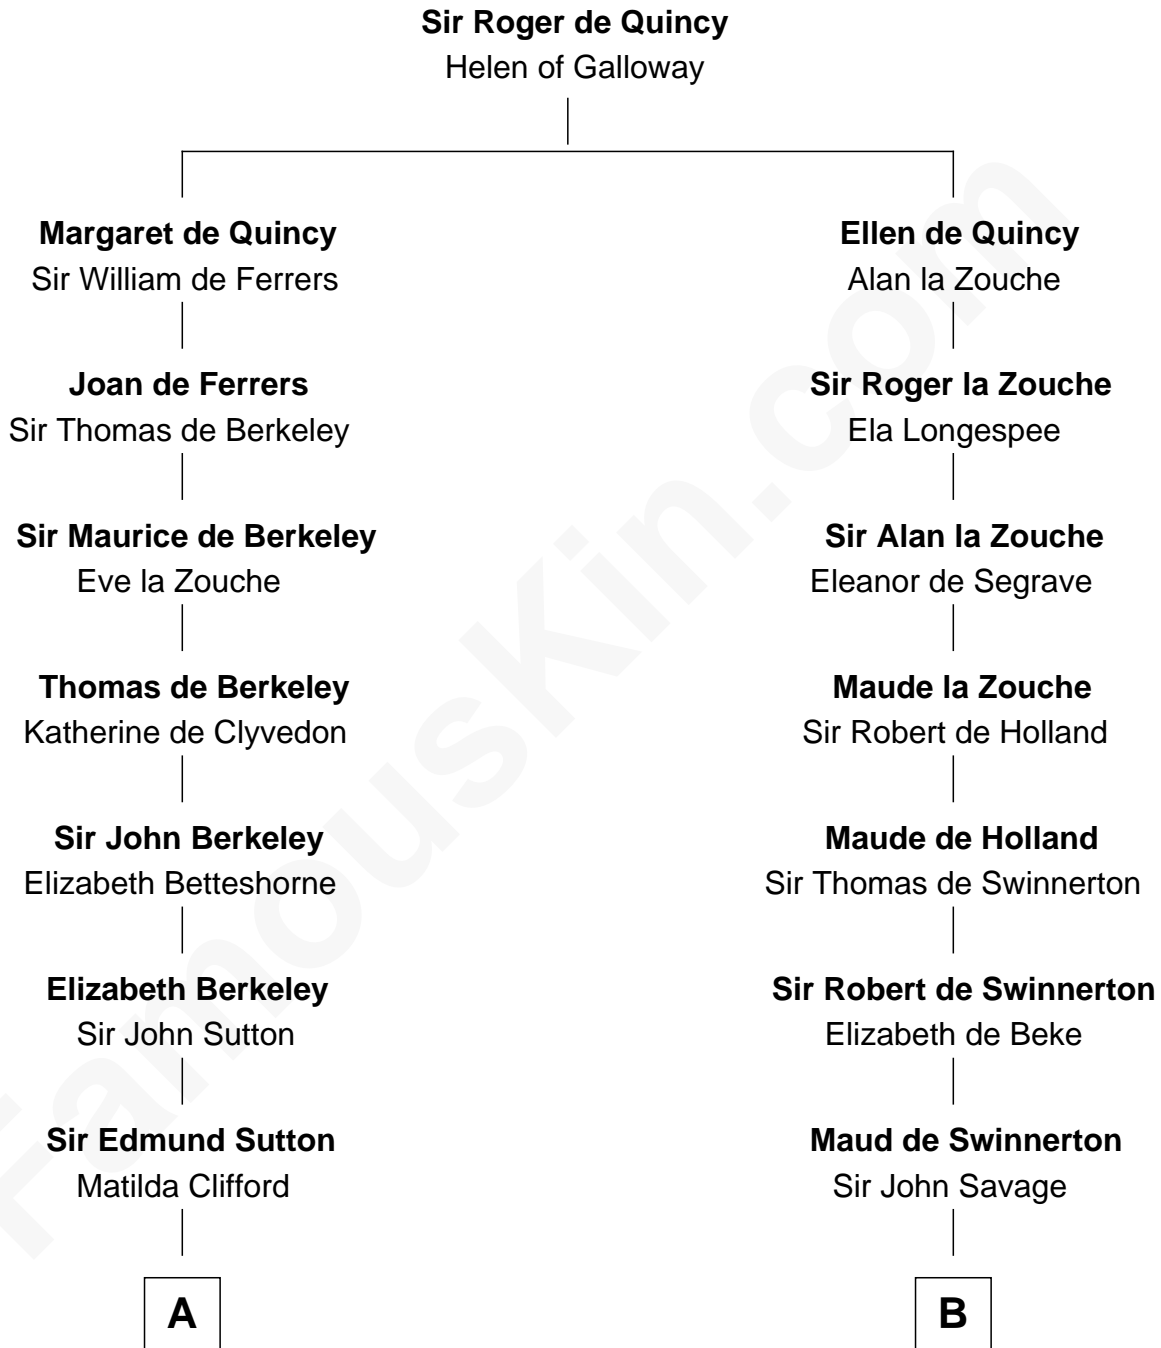 Sir Roger de Quincy
Helen of Galloway
Margaret de Quincy
Sir William de Ferrers
Ellen de Quincy
Alan la Zouche
Joan de Ferrers
Sir Thomas de Berkeley
Sir Roger la Zouche
Ela Longespee
Sir Maurice de Berkeley
Eve la Zouche
Sir Alan la Zouche
Eleanor de Segrave
Thomas de Berkeley
Katherine de Clyvedon
Maude la Zouche
Sir Robert de Holland
Sir John Berkeley
Elizabeth Betteshorne
Maude de Holland
Sir Thomas de Swinnerton
Elizabeth Berkeley
Sir John Sutton
Sir Robert de Swinnerton
Elizabeth de Beke
Sir Edmund Sutton
Matilda Clifford
Maud de Swinnerton
Sir John Savage
A
B
FamousKin.com